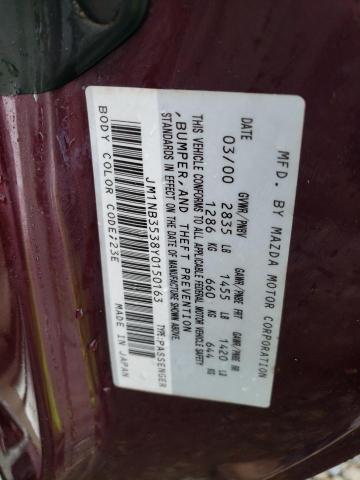 MFD. BY MAZDA MOTOR CORPORATION
DATE GVWR/PNBV GAWR/PNBE FRT GAWR/PNBE RR
03/00 2835 LB 1455 LB 1420 LB
1286 KG 660 KG 644 KG
THIS VEHICLE CONFORMS TO ALL APPLICABLE FEDERAL MOTOR VEHICLE SAFETY
, BUMPER AND THEFT PREVENTION
STANDARDS IN EFFECT ON THE DATE OF MANUFACTURE SHOWN ABOVE.
JM1NB3538Y0150163 TYPE:PASSENGER
BODY COLOR CODE:23E MADE IN JAPAN